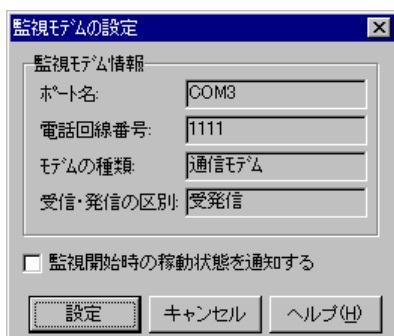 監視ﾓﾃﾞﾑの設定
監視ﾓﾃﾞﾑ情報
ﾎﾟｰﾄ名: COM3
電話回線番号: 1111
ﾓﾃﾞﾑの種類: 通信ﾓﾃﾞﾑ
受信・発信の区別: 受発信
監視開始時の稼動状態を通知する
設定 キャンセル ヘルプ(H)